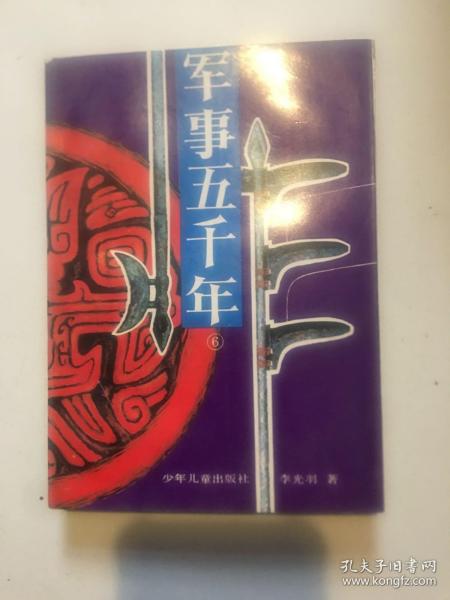 军事五千年
⑥
少年儿童出版社 李光羽 著
孔夫子旧书网
www.kongfz.com